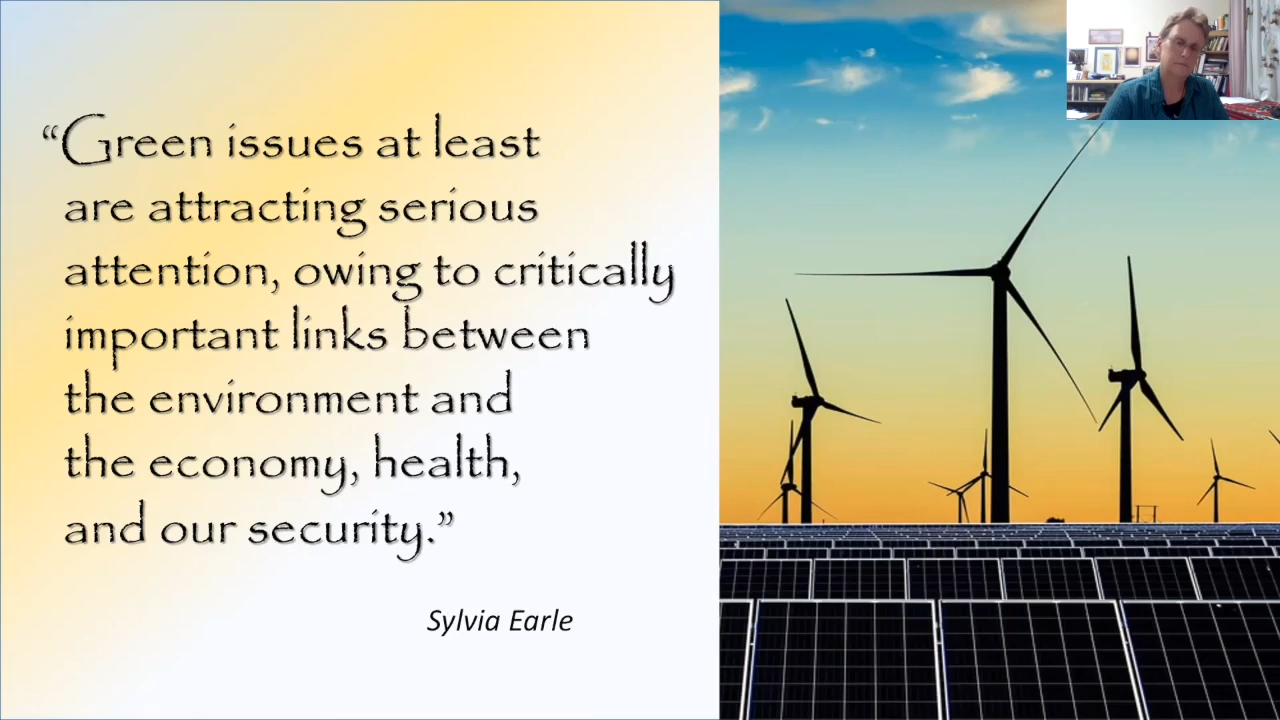 “Green issues at least
are attracting serious
attention, owing to critically
important links between
the environment and
the economy, health,
and our security.”
Sylvia Earle